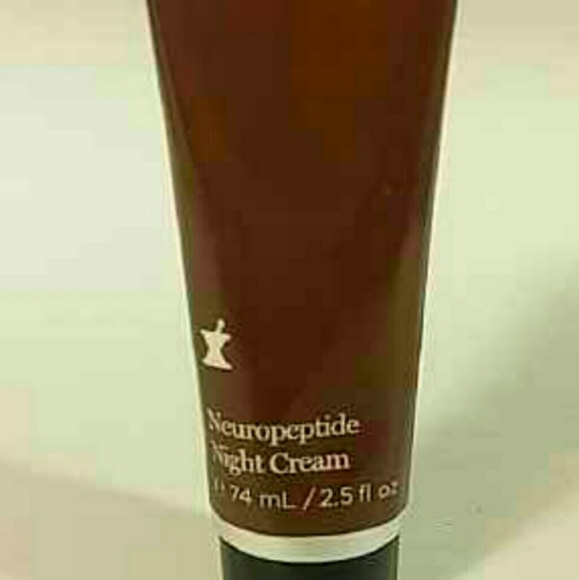 Neuropeptide
Night Cream
74 mL / 2.5 fl oz